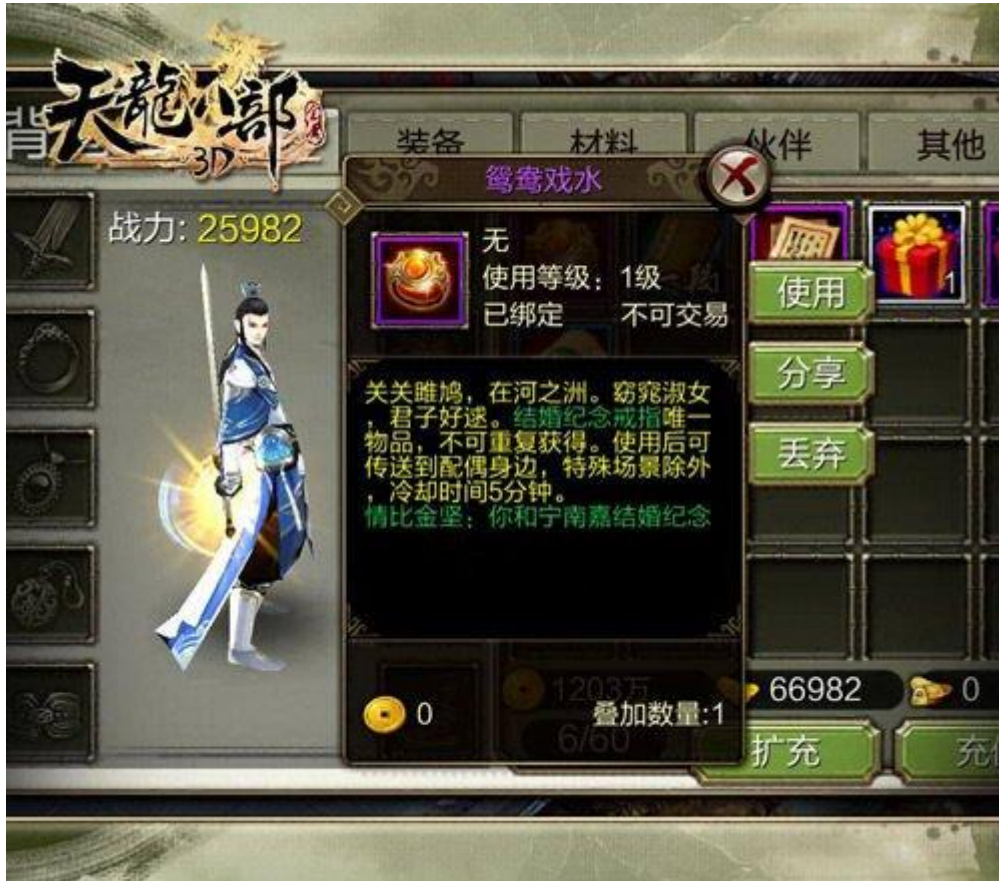 天龍八部
3D
背
装备
材料
伙伴
其他
战力: 25982
鸳鸯戏水
无
使用等级：1级
已绑定 不可交易
关关雎鸠，在河之洲。窈窕淑女
，君子好逑。结婚纪念戒指唯一
物品，不可重复获得。使用后可
传送到配偶身边，特殊场景除外
，冷却时间5分钟。
情比金坚：你和宁南嘉结婚纪念
使用
分享
丢弃
1
1203万
66982
0
0
叠加数量:1
6/60
扩充
充